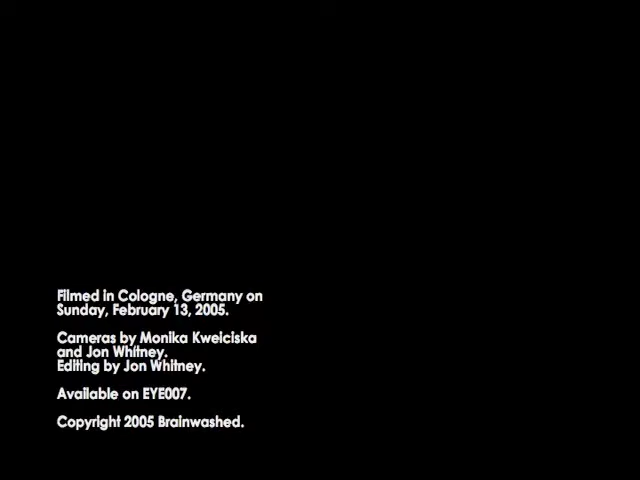 Filmed in Cologne, Germany on
Sunday, February 13, 2005.
Cameras by Monika Kweiciska
and Jon Whitney.
Editing by Jon Whitney.
Available on EYE007.
Copyright 2005 Brainwashed.